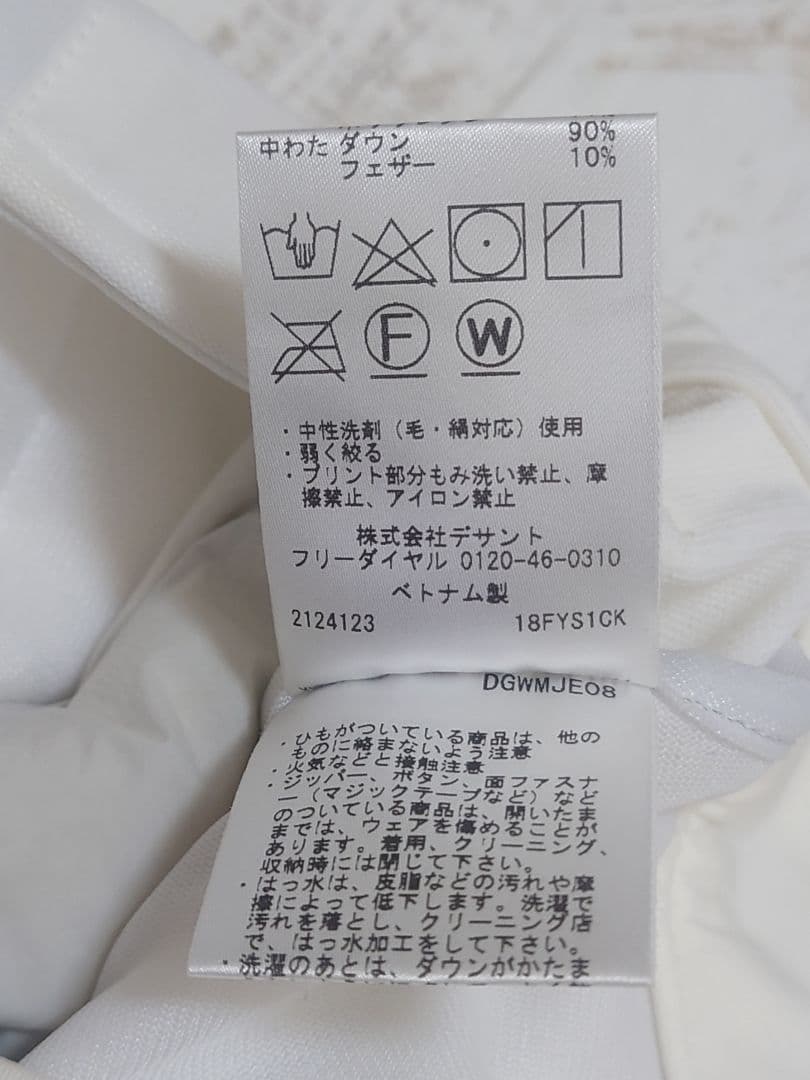 90%
中わた ダウン
フェザー 10%
F W
・中性洗剤（毛・絹対応）使用
・弱く絞る
・プリント部分もみ洗い禁止、摩
擦禁止、アイロン禁止
株式会社デサント
フリーダイヤル 0120-46-0310
ベトナム製
2124123 18FYS1CK
DGWMJE08
・ひもがついている商品は、他の
ものに絡まないよう注意
・火気などと接触注意
・ジッパー、ボタン、面ファスナ
ー（マジックテープなど）など
のついている商品は、開いたま
までは、ウェアを傷めることが
あります。着用、クリーニング、
収納時には閉じて下さい。
・はっ水は、皮脂などの汚れや摩
擦によって低下します。洗濯で
汚れを落とし、クリーニング店
で、はっ水加工をして下さい。
・洗濯のあとは、ダウンがかたま